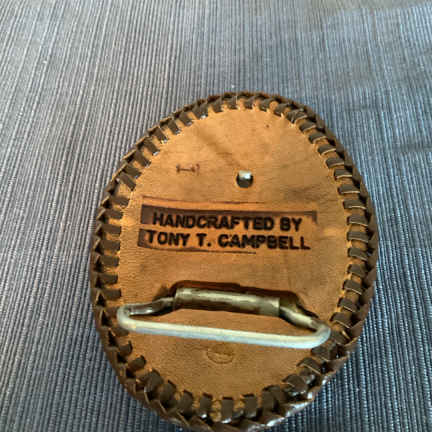 HANDCRAFTED BY
TONY T. CAMPBELL